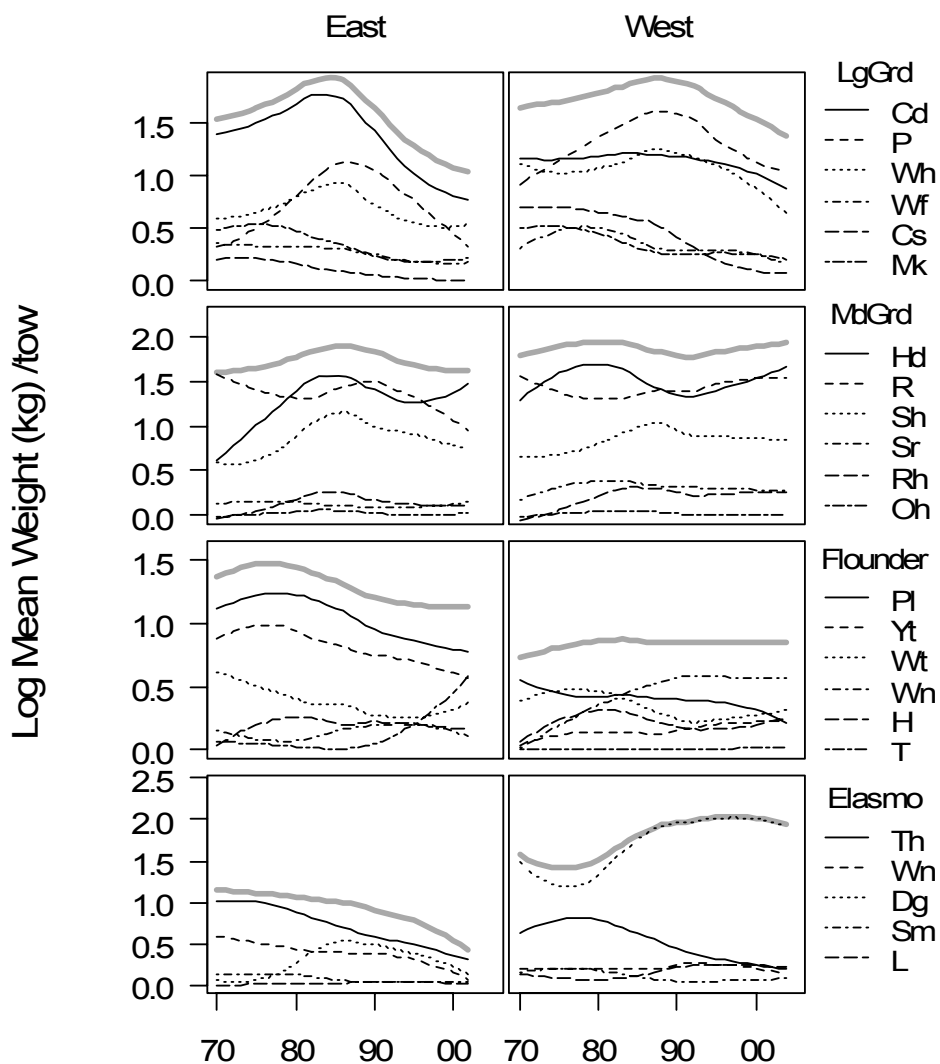 East West
Log Mean Weight (kg) /tow
1.5
1.0
0.5
0.0
LgGrd
Cd
P
Wh
Wf
Cs
Mk
2.0
1.5
1.0
0.5
0.0
MdGrd
Hd
R
Sh
Sr
Rh
Oh
1.5
1.0
0.5
0.0
Flounder
Pl
Yt
Wt
Wn
H
T
2.5
2.0
1.5
1.0
0.5
0.0
Elasmo
Th
Wn
Dg
Sm
L
70 80 90 00 70 80 90 00